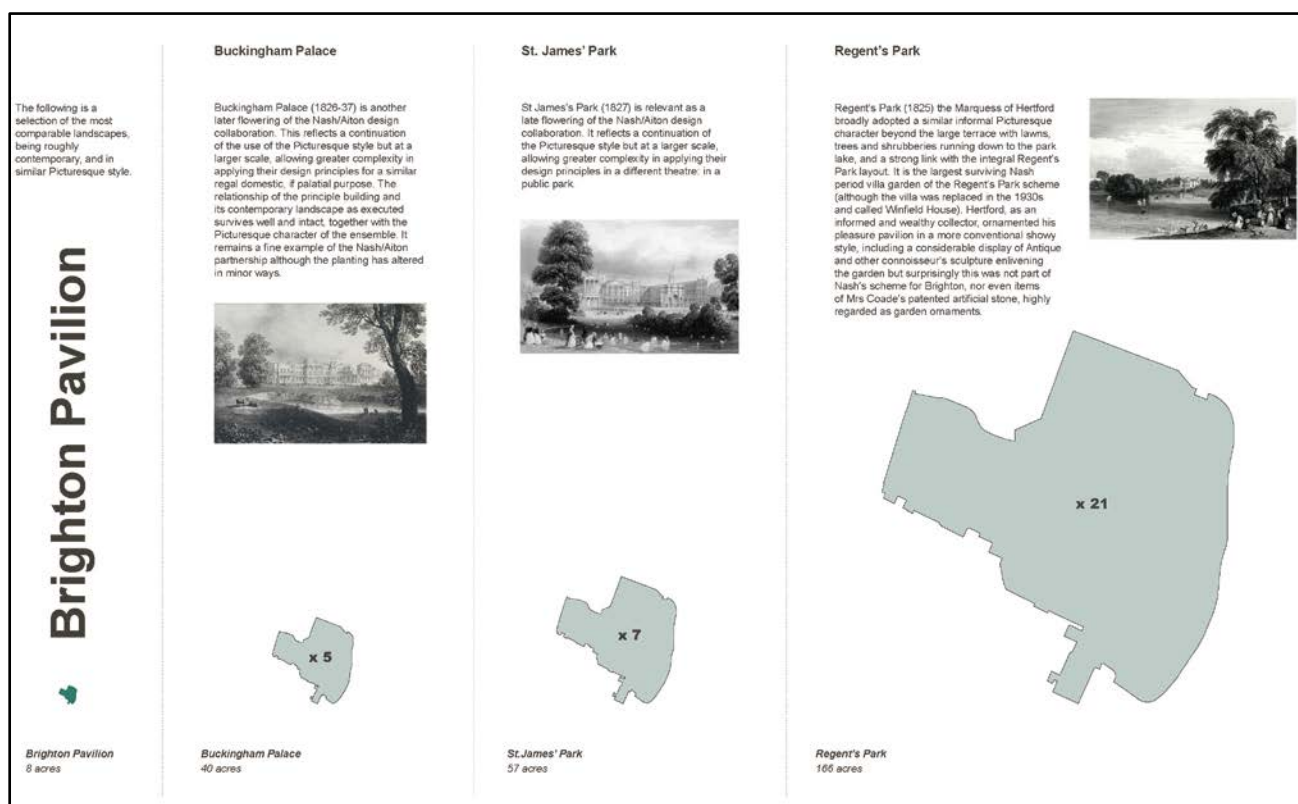 The following is a
selection of the most
comparable landscapes,
being roughly
contemporary, and in
similar Picturesque style.
Brighton Pavilion
Brighton Pavilion
8 acres
Buckingham Palace
Buckingham Palace (1826-37) is another
later flowering of the Nash/Aiton design
collaboration. This reflects a continuation
of the use of the Picturesque style but at a
larger scale, allowing greater complexity in
applying their design principles for a similar
regal domestic, if palatial purpose. The
relationship of the principle building and
its contemporary landscape as executed
survives well and intact, together with the
Picturesque character of the ensemble. It
remains a fine example of the Nash/Aiton
partnership although the planting has altered
in minor ways.
x 5
Buckingham Palace
40 acres
St. James' Park
St James's Park (1827) is relevant as a
late flowering of the Nash/Aiton design
collaboration. It reflects a continuation of
the Picturesque style but at a larger scale,
allowing greater complexity in applying their
design principles in a different theatre: in a
public park.
x 7
St.James' Park
57 acres
Regent's Park
Regent's Park (1825) the Marquess of Hertford
broadly adopted a similar informal Picturesque
character beyond the large terrace with lawns,
trees and shrubberies running down to the park
lake, and a strong link with the integral Regent's
Park layout. It is the largest surviving Nash
period villa garden of the Regent's Park scheme
(although the villa was replaced in the 1930s
and called Winfield House). Hertford, as an
informed and wealthy collector, ornamented his
pleasure pavilion in a more conventional showy
style, including a considerable display of Antique
and other connoisseur's sculpture enlivening
the garden but surprisingly this was not part of
Nash's scheme for Brighton, nor even items
of Mrs Coade's patented artificial stone, highly
regarded as garden ornaments.
x 21
Regent's Park
166 acres